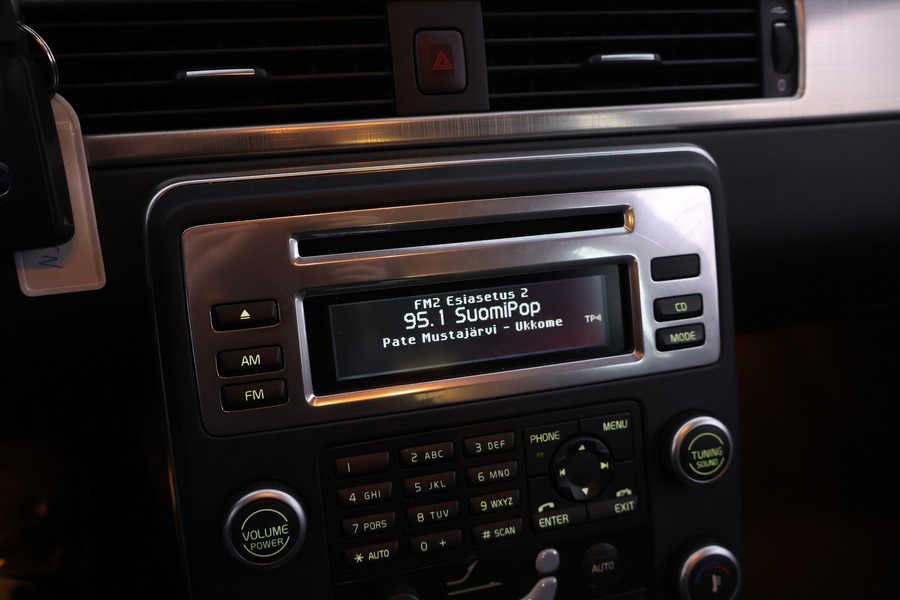 FM2 Esiasetus 2
95.1 SuomiPop
Pate Mustajärvi - Ukkome
TP
AM
FM
CD
MODE
PHONE
MENU
ENTER
EXIT
1
2 ABC
3 DEF
4 GHI
5 JKL
6 MNO
7 PQRS
8 TUV
9 WXYZ
* AUTO
0 +
# SCAN
VOLUME
POWER
TUNING
SOUND
AUTO